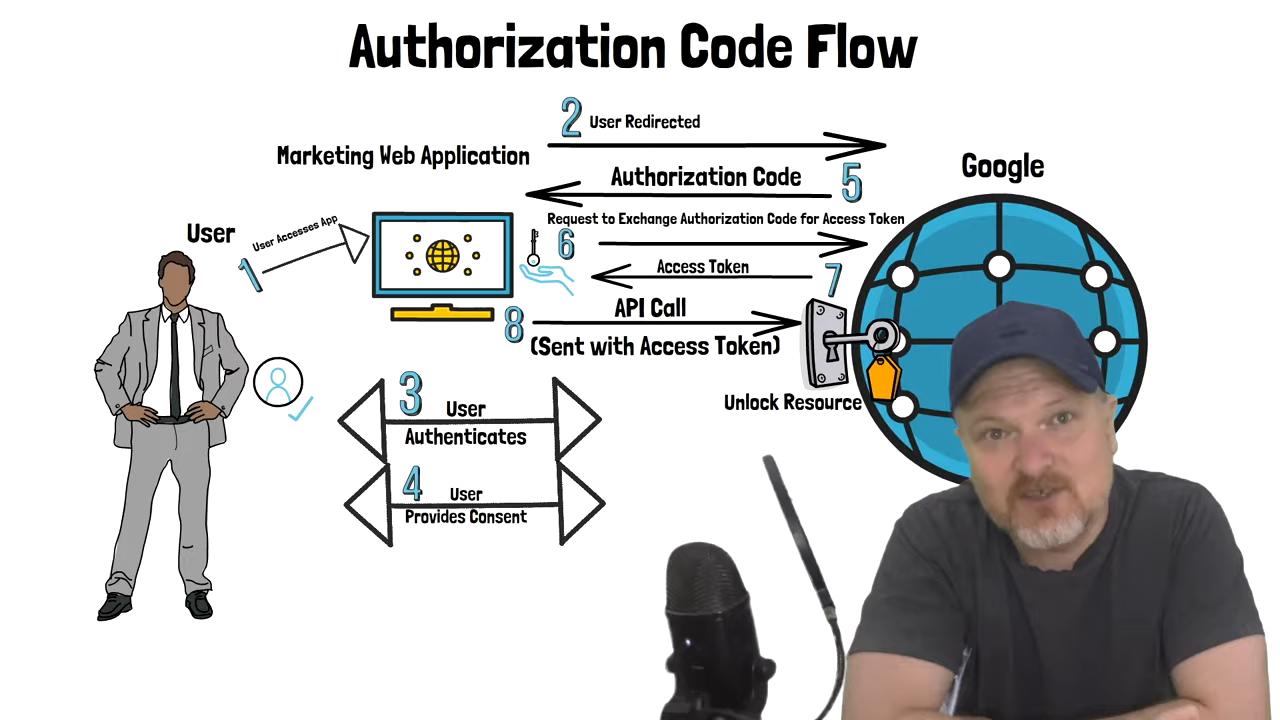 Authorization Code Flow
2
User Redirected
Marketing Web Application
Google
Authorization Code
5
Request to Exchange Authorization Code for Access Token
User
User Accesses App
1
6
Access Token
7
8
API Call
(Sent with Access Token)
Unlock Resource
3
User
Authenticates
4
User
Provides Consent